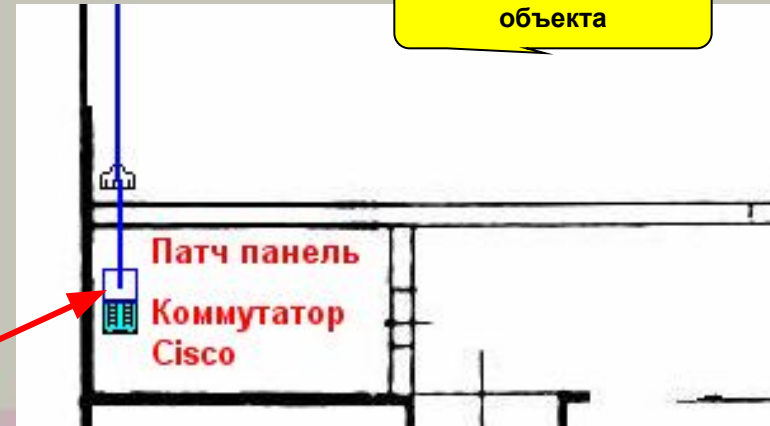 объекта
Патч панель
Коммутатор
Cisco